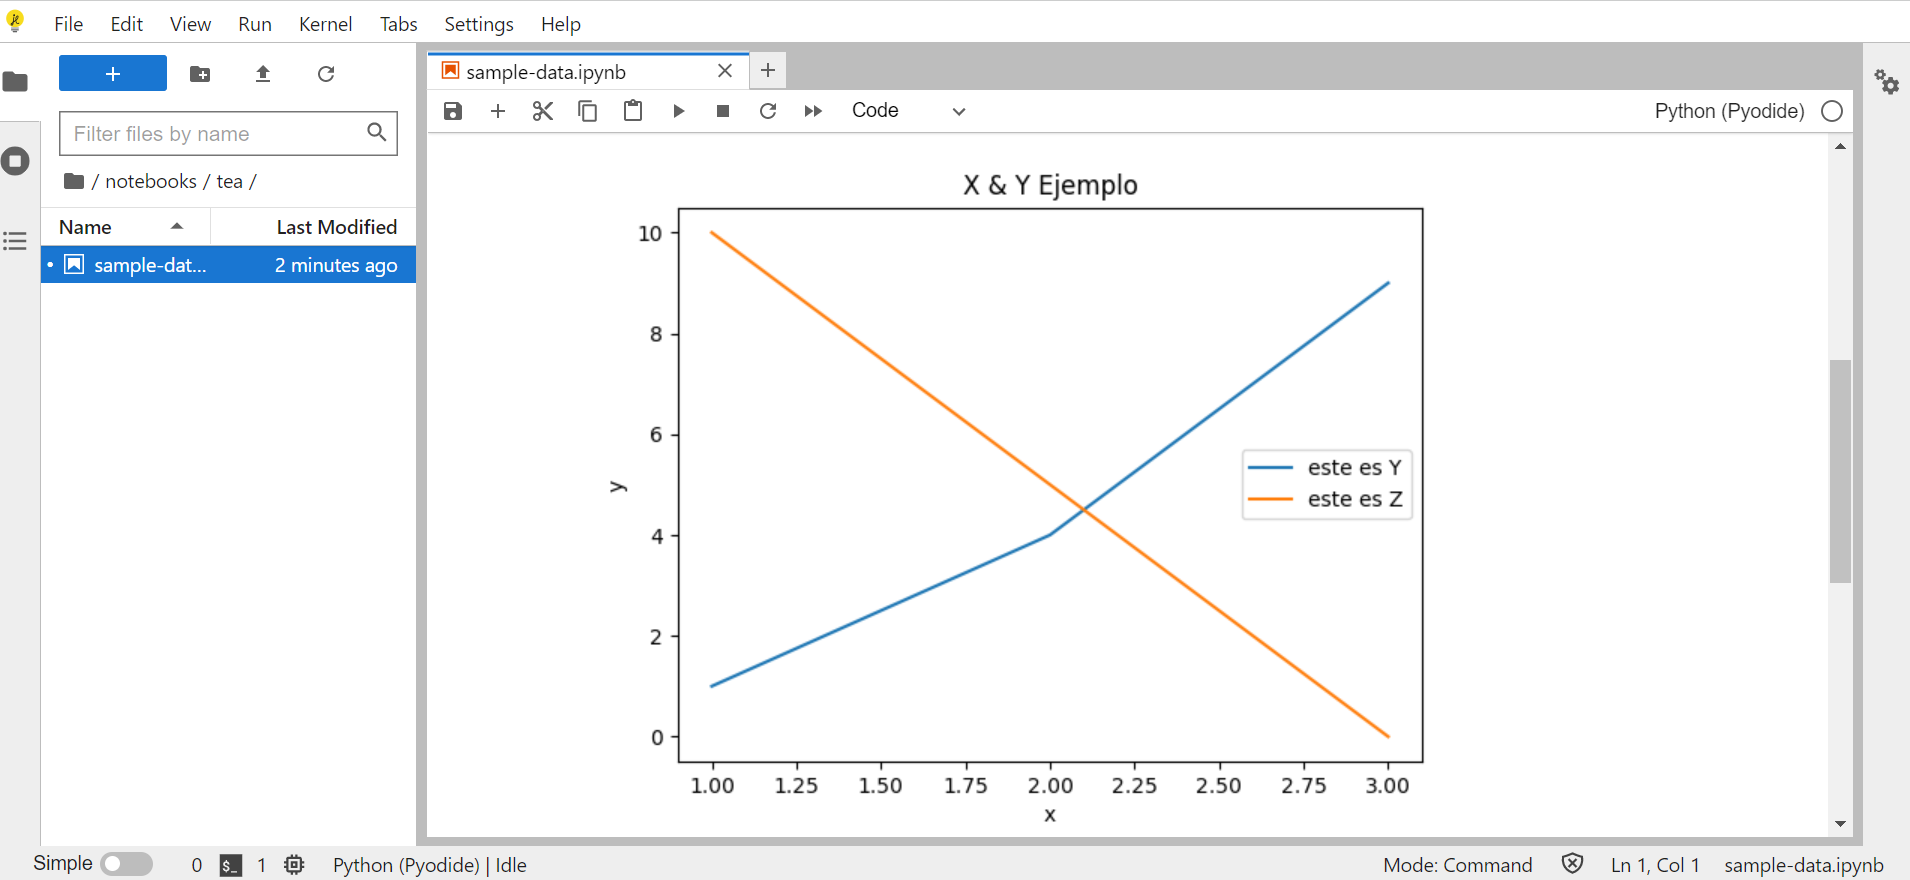 File Edit View Run Kernel Tabs Settings Help
+
Filter files by name
/ notebooks / tea /
Name Last Modified
• sample-dat... 2 minutes ago
sample-data.ipynb
Code Python (Pyodide)
X & Y Ejemplo
10
8
6
4
2
0
y
este es Y
este es Z
1.00 1.25 1.50 1.75 2.00 2.25 2.50 2.75 3.00
x
Simple 0 $_ 1 Python (Pyodide) | Idle Mode: Command Ln 1, Col 1 sample-data.ipynb